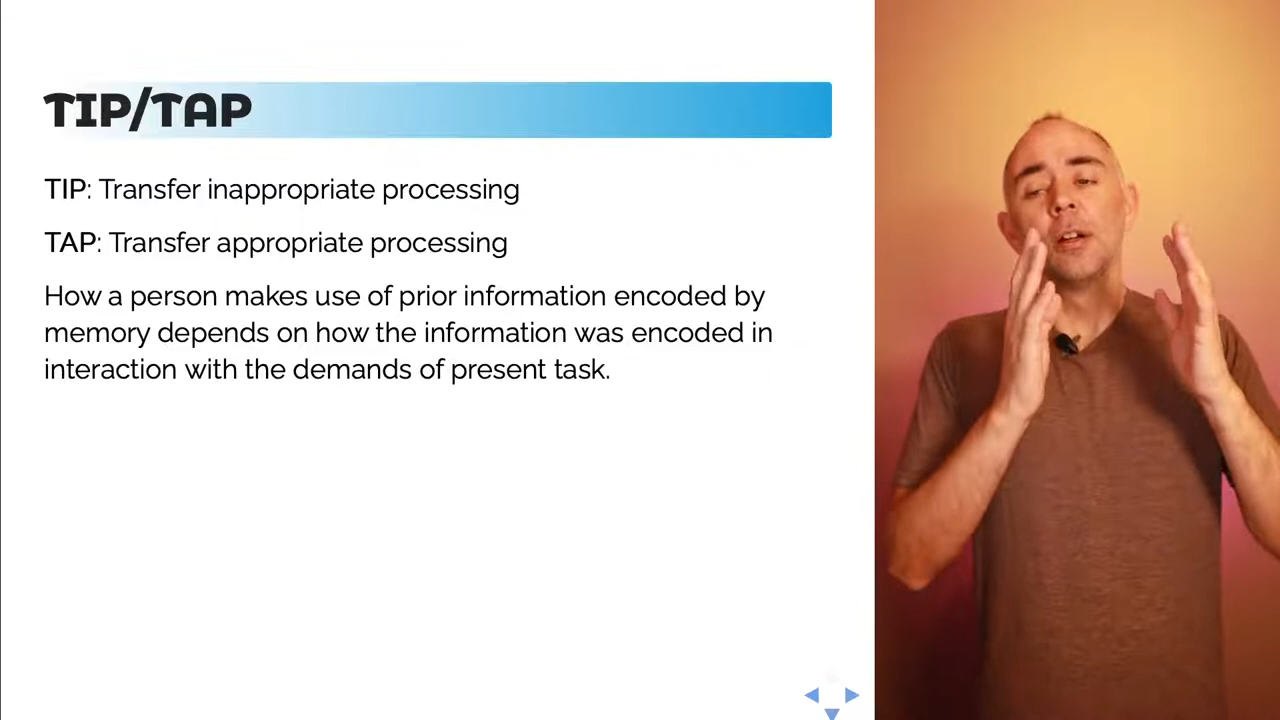 TIP/TAP
TIP: Transfer inappropriate processing
TAP: Transfer appropriate processing
How a person makes use of prior information encoded by
memory depends on how the information was encoded in
interaction with the demands of present task.